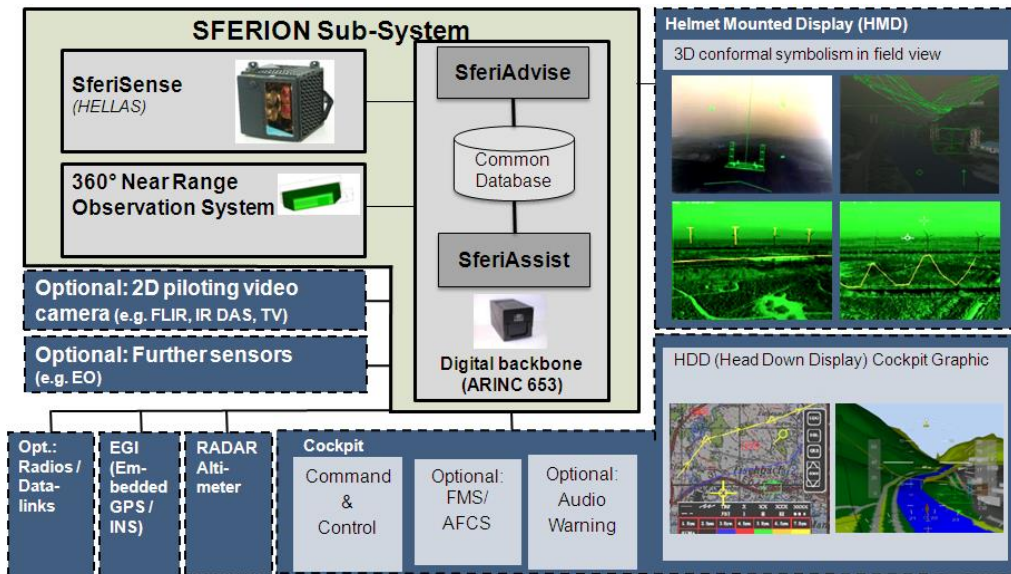 SFERION Sub-System
SferiSense
(HELLAS)
360° Near Range
Observation System
SferiAdvise
Common
Database
SferiAssist
Digital backbone
(ARINC 653)
Optional: 2D piloting video
camera (e.g. FLIR, IR DAS, TV)
Optional: Further sensors
(e.g. EO)
Opt.:
Radios /
Data-
links
EGI
(Em-
bedded
GPS /
INS)
RADAR
Alti-
meter
Cockpit
Command
&
Control
Optional:
FMS/
AFCS
Optional:
Audio
Warning
Helmet Mounted Display (HMD)
3D conformal symbolism in field view
HDD (Head Down Display) Cockpit Graphic